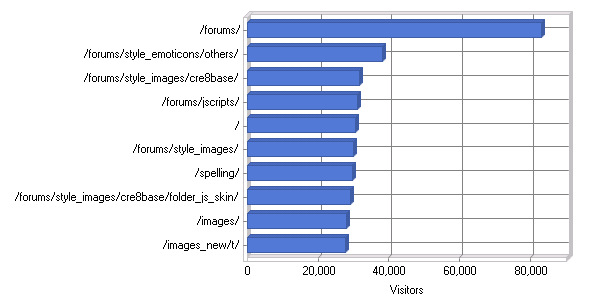 /forums/
/forums/style_emoticons/others/
/forums/style_images/cre8base/
/forums/jscripts/
/
/forums/style_images/
/spelling/
/forums/style_images/cre8base/folder_js_skin/
/images/
/images_new/t/
0 20,000 40,000 60,000 80,000
Visitors